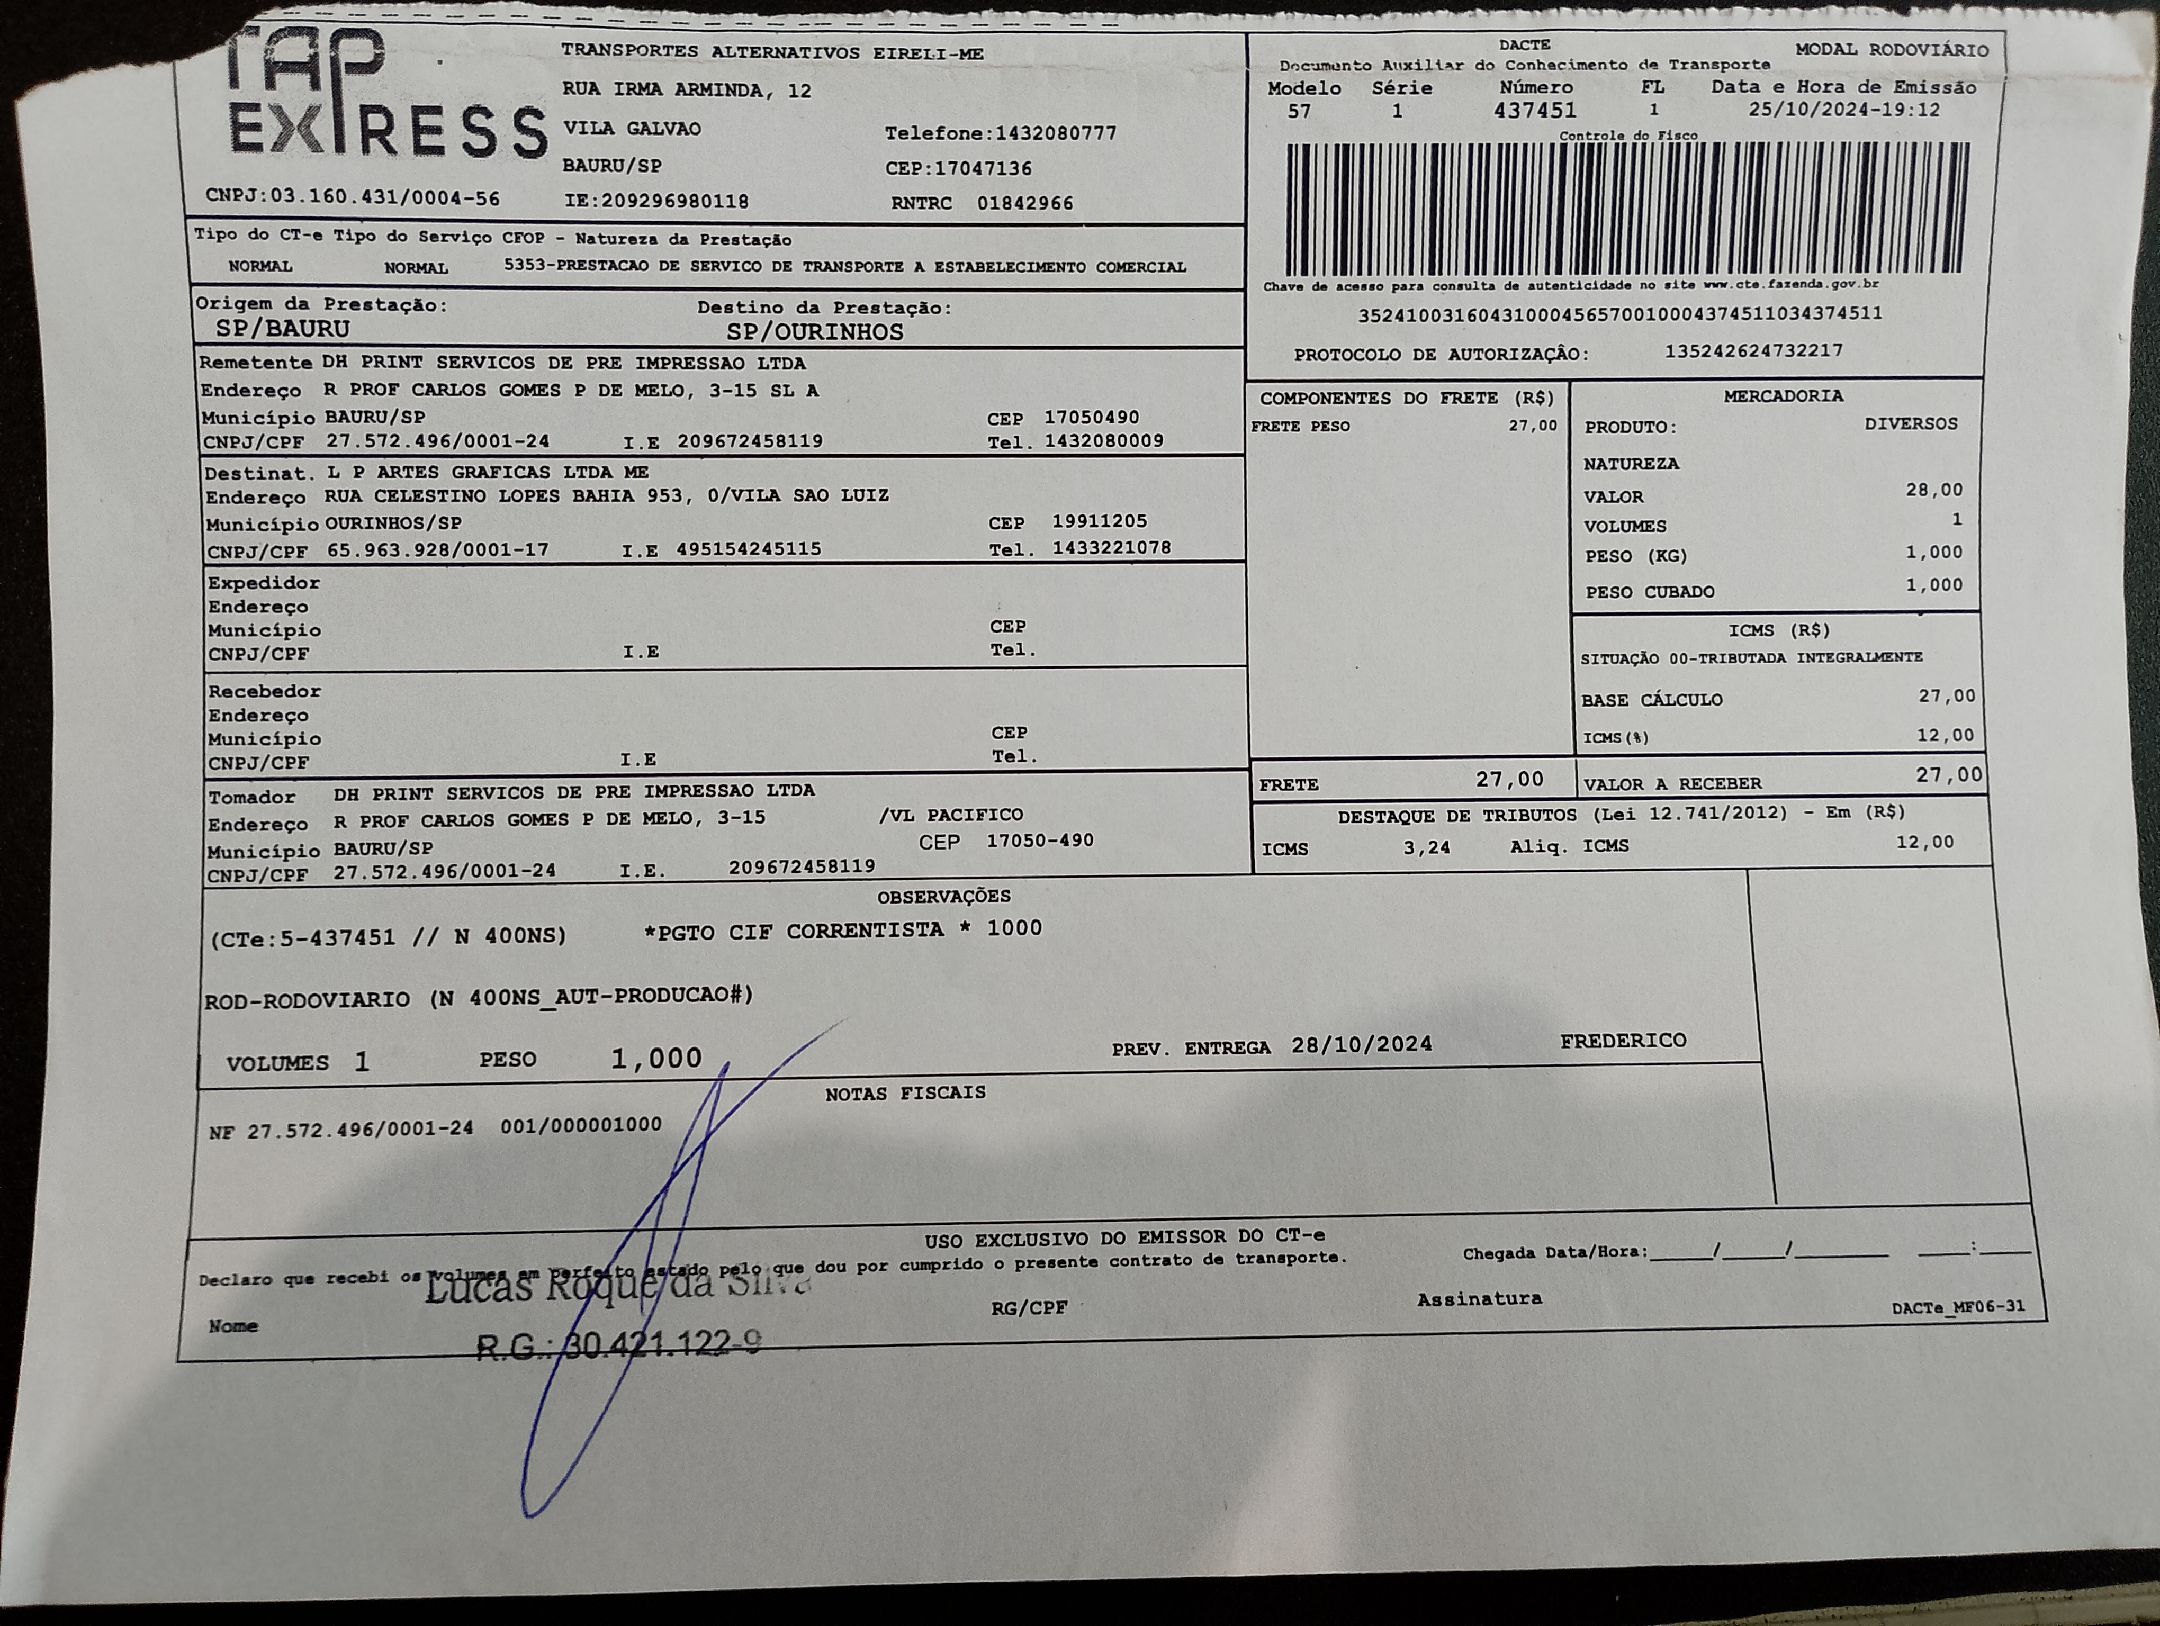 TAP
EXPRESS
CNPJ:03.160.431/0004-56
TRANSPORTES ALTERNATIVOS EIRELI-ME
RUA IRMA ARMINDA, 12
VILA GALVAO Telefone:1432080777
BAURU/SP CEP:17047136
IE:209296980118 RNTRC 01842966
DACTE MODAL RODOVIÁRIO
Documento Auxiliar do Conhecimento de Transporte
Modelo Série Número FL Data e Hora de Emissão
57 1 437451 1 25/10/2024-19:12
Controle do Fisco
Chave de acesso para consulta de autenticidade no site www.cte.fazenda.gov.br
35241003160431000456570010004374511034374511
PROTOCOLO DE AUTORIZAÇÃO: 135242624732217
Tipo do CT-e Tipo do Serviço CFOP - Natureza da Prestação
NORMAL NORMAL 5353-PRESTACAO DE SERVICO DE TRANSPORTE A ESTABELECIMENTO COMERCIAL
Origem da Prestação: Destino da Prestação:
SP/BAURU SP/OURINHOS
Remetente DH PRINT SERVICOS DE PRE IMPRESSAO LTDA
Endereço R PROF CARLOS GOMES P DE MELO, 3-15 SL A
Município BAURU/SP CEP 17050490
CNPJ/CPF 27.572.496/0001-24 I.E 209672458119 Tel. 1432080009
Destinat. L P ARTES GRAFICAS LTDA ME
Endereço RUA CELESTINO LOPES BAHIA 953, 0/VILA SAO LUIZ
Município OURINHOS/SP CEP 19911205
CNPJ/CPF 65.963.928/0001-17 I.E 495154245115 Tel. 1433221078
Expedidor
Endereço
Município CEP
CNPJ/CPF I.E Tel.
Recebedor
Endereço
Município CEP
CNPJ/CPF I.E Tel.
Tomador DH PRINT SERVICOS DE PRE IMPRESSAO LTDA
Endereço R PROF CARLOS GOMES P DE MELO, 3-15 /VL PACIFICO
Município BAURU/SP CEP 17050-490
CNPJ/CPF 27.572.496/0001-24 I.E. 209672458119
COMPONENTES DO FRETE (R$)
FRETE PESO 27,00
MERCADORIA
PRODUTO: DIVERSOS
NATUREZA
VALOR 28,00
VOLUMES 1
PESO (KG) 1,000
PESO CUBADO 1,000
ICMS (R$)
SITUAÇÃO 00-TRIBUTADA INTEGRALMENTE
BASE CÁLCULO 27,00
ICMS(%) 12,00
FRETE 27,00 VALOR A RECEBER 27,00
DESTAQUE DE TRIBUTOS (Lei 12.741/2012) - Em (R$)
ICMS 3,24 Aliq. ICMS 12,00
OBSERVAÇÕES
(CTe:5-437451 // N 400NS) *PGTO CIF CORRENTISTA * 1000
ROD-RODOVIARIO (N 400NS_AUT-PRODUCAO#)
VOLUMES 1 PESO 1,000 PREV. ENTREGA 28/10/2024 FREDERICO
NOTAS FISCAIS
NF 27.572.496/0001-24 001/000001000
USO EXCLUSIVO DO EMISSOR DO CT-e
Declaro que recebi os volumes em perfeito estado pelo que dou por cumprido o presente contrato de transporte. Chegada Data/Hora:____/____/________ ____:____
Lucas Roque da Silva
Nome RG/CPF Assinatura DACTe_MF06-31
R.G.: 30.421.122-9